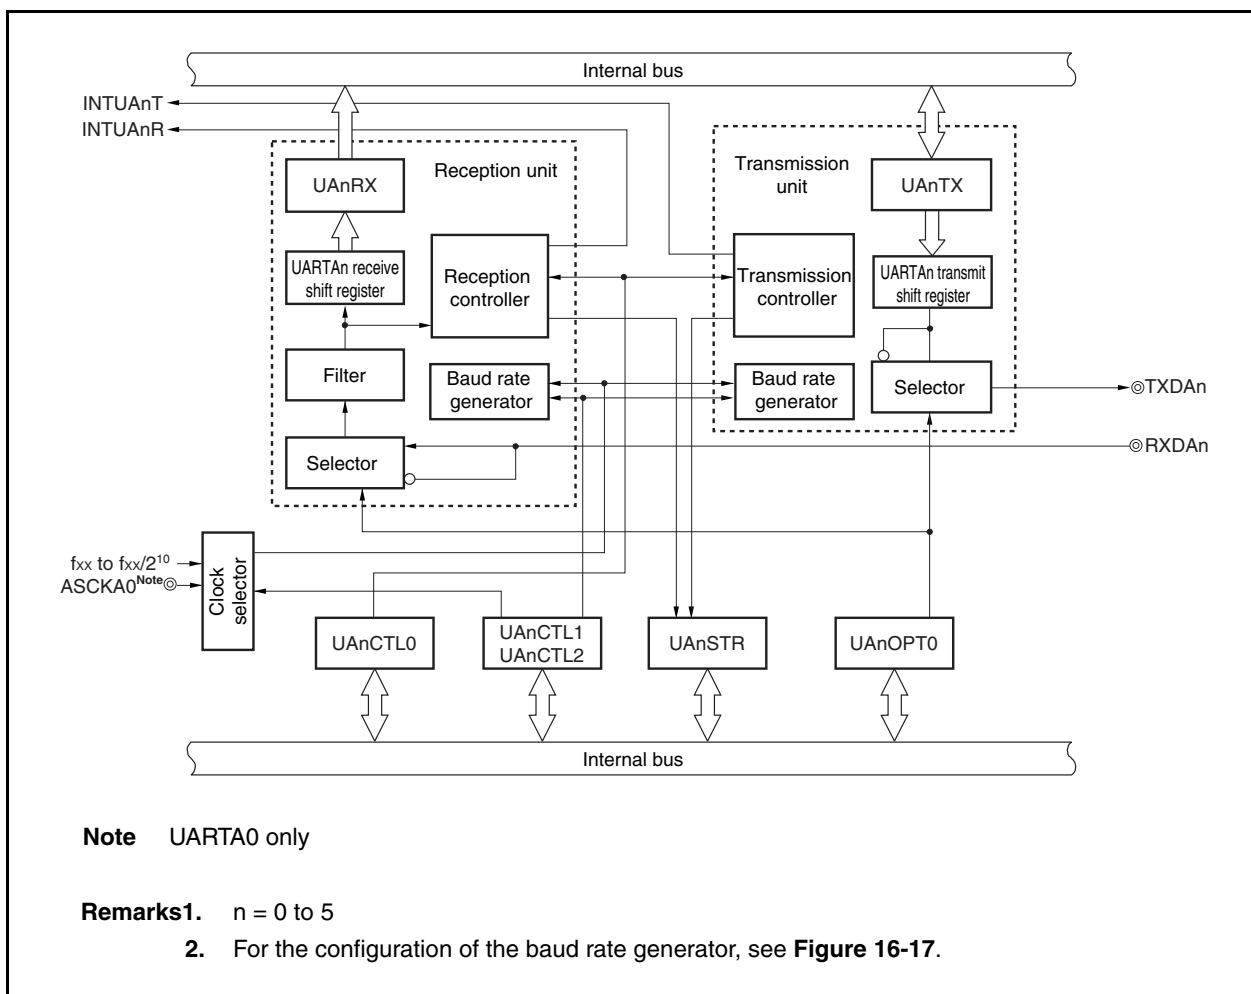 Internal bus
INTUAnT
INTUAnR
Reception unit
Transmission
unit
UAnRX
UAnTX
UARTAn receive
shift register
Reception
controller
Transmission
controller
UARTAn transmit
shift register
Filter
Baud rate
generator
Baud rate
generator
Selector
TXDAn
RXDAn
Selector
fxx to fxx/2¹⁰
ASCKA0Note
Clock
selector
UAnCTL0
UAnCTL1
UAnCTL2
UAnSTR
UAnOPT0
Internal bus
Note UARTA0 only
Remarks1. n = 0 to 5
2. For the configuration of the baud rate generator, see Figure 16-17.